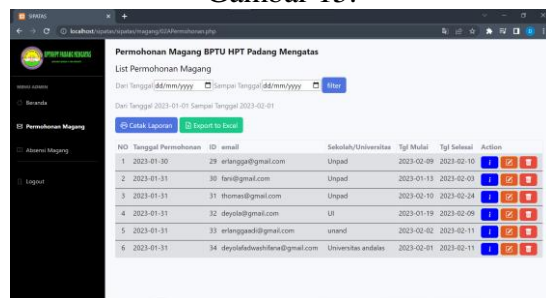 Gambar 15.
SIPATAS
localhost/sipatas/sipatas/magang/02APermohonan.php
BPTUHPT PADANG MENGATAS
Beranda
Permohonan Magang
Absensi Magang
Logout
Permohonan Magang BPTU HPT Padang Mengatas
List Permohonan Magang
Dari Tanggal dd/mm/yyyy Sampai Tanggal dd/mm/yyyy filter
Dari Tanggal 2023-01-01 Sampai Tanggal 2023-02-01
Cetak Laporan Export to Excel
NO Tanggal Permohonan ID email Sekolah/Universitas Tgl Mulai Tgl Selesai Action
1 2023-01-30 29 erlangga@gmail.com Unpad 2023-02-09 2023-02-10
2 2023-01-31 30 fani@gmail.com Unpad 2023-01-13 2023-02-03
3 2023-01-31 31 thomas@gmail.com Unpad 2023-02-10 2023-02-24
4 2023-01-31 32 deyola@gmail.com UI 2023-01-19 2023-02-09
5 2023-01-31 33 erlanggaadi@gmail.com unand 2023-02-02 2023-02-11
6 2023-01-31 34 deyolafadwashifana@gmail.com Universitas andalas 2023-02-01 2023-02-11